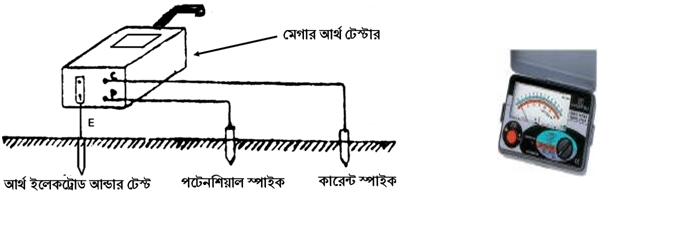 মেগার আর্থ টেস্টার
C
P
E
আর্থ ইলেকট্রোড আন্ডার টেস্ট
পটেনশিয়াল স্পাইক
কারেন্ট স্পাইক